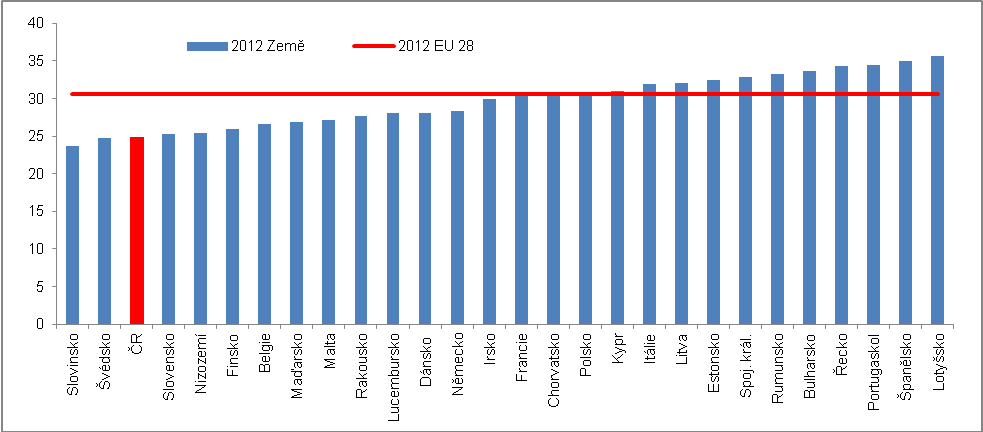 40
35
30
25
20
15
10
5
0
2012 Země
2012 EU 28
Slovinsko
Švédsko
ČR
Slovensko
Nizozemí
Finsko
Belgie
Maďarsko
Malta
Rakousko
Lucembursko
Dánsko
Německo
Irsko
Francie
Chorvatsko
Polsko
Kypr
Itálie
Litva
Estonsko
Spoj. král.
Rumunsko
Bulharsko
Řecko
Portugaskol
Španělsko
Lotyšsko